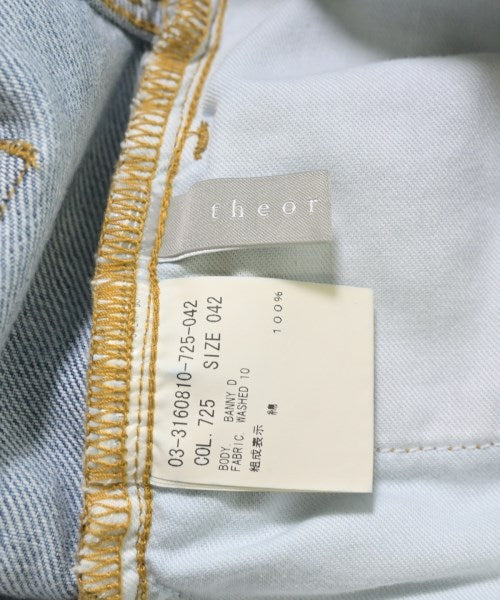 theor
03-3160810-725-042
COL. 725 SIZE 042
BODY BANNY D
FABRIC WASHED 10
組成表示
綿 100%